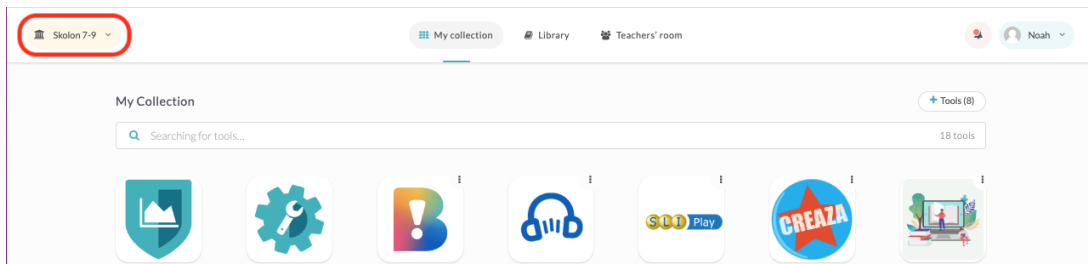 Skolon 7-9
My collection
Library
Teachers' room
Noah
My Collection
+ Tools (8)
Searching for tools...
18 tools
B!
SLI Play
CREAZA